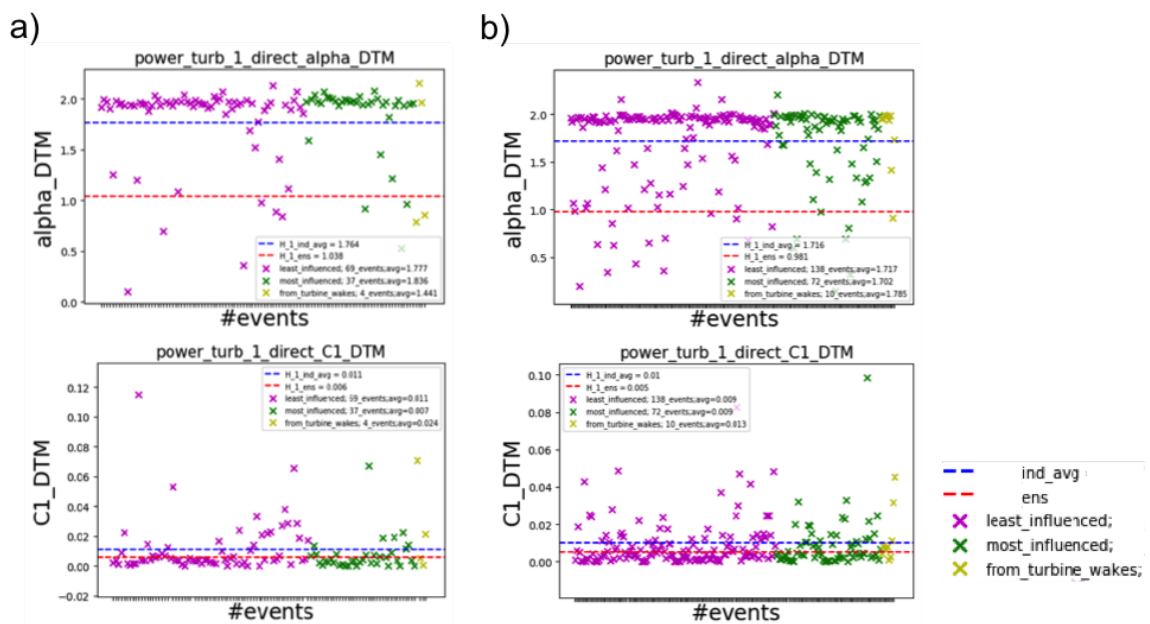 a)
power_turb_1_direct_alpha_DTM
alpha_DTM
2.0
1.5
1.0
0.5
0.0
H_1_ind_avg = 1.764
H_1_ens = 1.038
least_influenced; 69_events;avg=1.777
most_influenced; 37_events;avg=1.836
from_turbine_wakes; 4_events;avg=1.441
#events
b)
power_turb_1_direct_alpha_DTM
alpha_DTM
2.0
1.5
1.0
0.5
H_1_ind_avg = 1.716
H_1_ens = 0.981
least_influenced; 138_events;avg=1.717
most_influenced; 72_events;avg=1.702
from_turbine_wakes; 10_events;avg=1.785
#events
power_turb_1_direct_C1_DTM
C1_DTM
0.12
0.10
0.08
0.06
0.04
0.02
0.00
−0.02
H_1_ind_avg = 0.011
H_1_ens = 0.006
least_influenced; 69_events;avg=0.011
most_influenced; 37_events;avg=0.007
from_turbine_wakes; 4_events;avg=0.024
#events
power_turb_1_direct_C1_DTM
C1_DTM
0.10
0.08
0.06
0.04
0.02
0.00
H_1_ind_avg = 0.01
H_1_ens = 0.005
least_influenced; 138_events;avg=0.009
most_influenced; 72_events;avg=0.009
from_turbine_wakes; 10_events;avg=0.013
#events
ind_avg
ens
least_influenced;
most_influenced;
from_turbine_wakes;